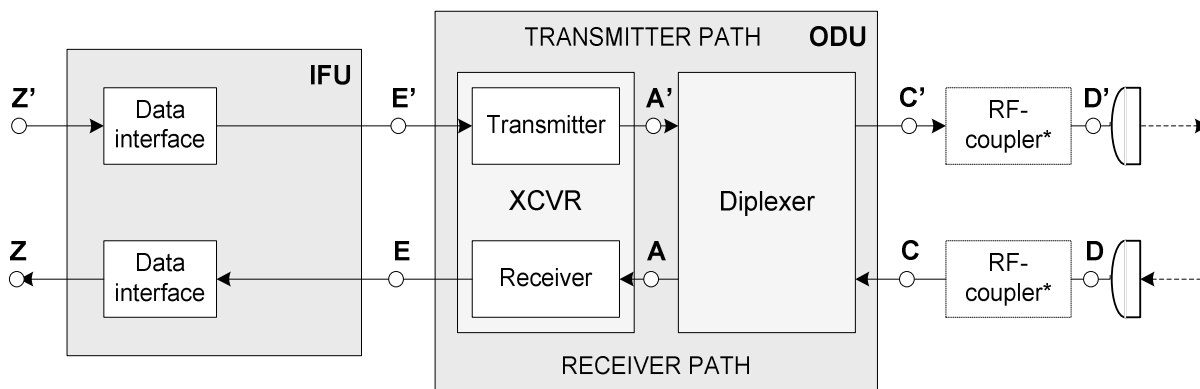 TRANSMITTER PATH
ODU
IFU
Z’
Data
interface
E’
Transmitter
A’
C’
RF-
coupler*
D’
XCVR
Diplexer
Z
Data
interface
E
Receiver
A
C
RF-
coupler*
D
RECEIVER PATH